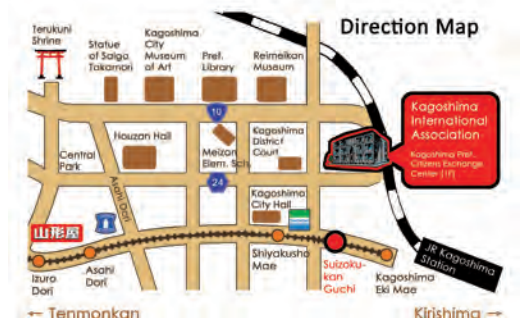 Direction Map
Terukuni
Shrine
Statue
of Saigo
Takamori
Kagoshima
City
Museum
of Art
Pref.
Library
Reimeikan
Museum
10
Kagoshima
International
Association
Kagoshima Pref.
Citizens Exchange
Center [1F]
Houzan Hall
Meizan
Elem. Sch.
Kagoshima
District
Court
Central
Park
Asahi Dori
24
Kagoshima
City Hall
山形屋
Izuro
Dori
Asahi
Dori
Shiyakusho
Mae
Suizoku-
kan
Guchi
Kagoshima
Eki Mae
JR Kagoshima
Station
← Tenmonkan
Kirishima →